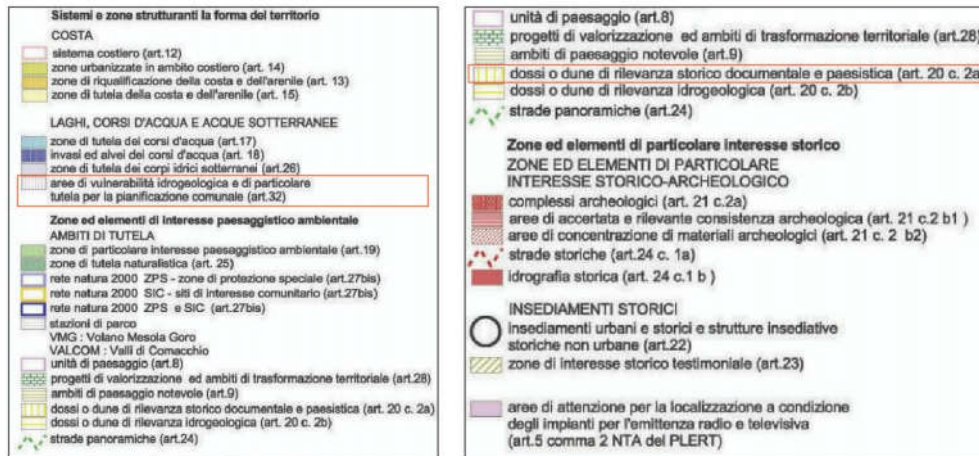 Sistemi e zone strutturanti la forma del territorio
COSTA
sistema costiero (art.12)
zone urbanizzate in ambito costiero (art. 14)
zone di riqualificazione della costa e dell'arenile (art. 13)
zone di tutela della costa e dell'arenile (art. 15)
LAGHI, CORSI D'ACQUA E ACQUE SOTTERRANEE
zone di tutela dei corsi d'acqua (art.17)
invasi ed alvei dei corsi d'acqua (art. 18)
zone di tutela dei corpi idrici sotterranei (art.26)
aree di vulnerabilità idrogeologica e di particolare
tutela per la pianificazione comunale (art.32)
Zone ed elementi di interesse paesaggistico ambientale
AMBITI DI TUTELA
zone di particolare interesse paesaggistico ambientale (art.19)
zone di tutela naturalistica (art. 25)
rete natura 2000 ZPS - zone di protezione speciale (art.27bis)
rete natura 2000 SIC - siti di interesse comunitario (art.27bis)
rete natura 2000 ZPS e SIC (art.27bis)
stazioni di parco
VMG : Volano Mesola Goro
VALCOM : Valli di Comacchio
unità di paesaggio (art.8)
progetti di valorizzazione ed ambiti di trasformazione territoriale (art.28)
ambiti di paesaggio notevole (art.9)
dossi o dune di rilevanza storico documentale e paesistica (art. 20 c. 2a)
dossi o dune di rilevanza idrogeologica (art. 20 c. 2b)
strade panoramiche (art.24)
unità di paesaggio (art.8)
progetti di valorizzazione ed ambiti di trasformazione territoriale (art.28)
ambiti di paesaggio notevole (art.9)
dossi o dune di rilevanza storico documentale e paesistica (art. 20 c. 2a)
dossi o dune di rilevanza idrogeologica (art. 20 c. 2b)
strade panoramiche (art.24)
Zone ed elementi di particolare interesse storico
ZONE ED ELEMENTI DI PARTICOLARE
INTERESSE STORICO-ARCHEOLOGICO
complessi archeologici (art. 21 c.2a)
aree di accertata e rilevante consistenza archeologica (art. 21 c.2 b1 )
aree di concentrazione di materiali archeologici (art. 21 c. 2 b2)
strade storiche (art.24 c. 1a)
idrografia storica (art. 24 c.1 b )
INSEDIAMENTI STORICI
insediamenti urbani e storici e strutture insediative
storiche non urbane (art.22)
zone di interesse storico testimoniale (art.23)
aree di attenzione per la localizzazione a condizione
degli impianti per l'emittenza radio e televisiva
(art.5 comma 2 NTA del PLERT)